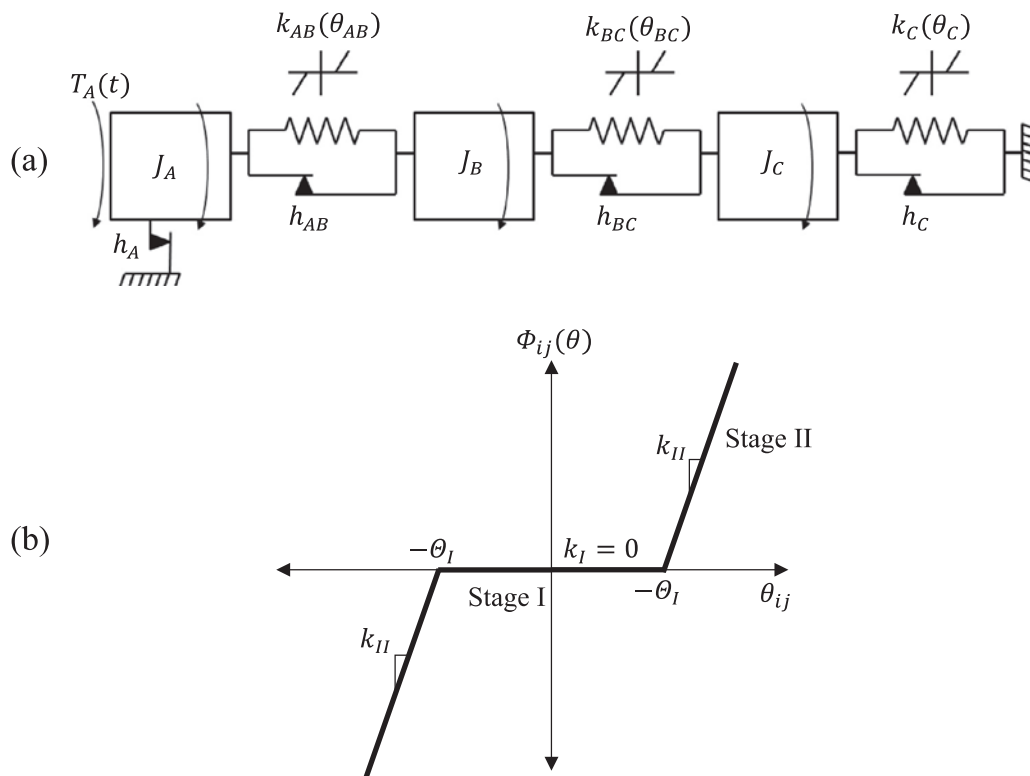 k_{AB}(θ_{AB}) k_{BC}(θ_{BC}) k_C(θ_C)
T_A(t)
(a) J_A J_B J_C
h_{AB} h_{BC} h_C
h_A
Φ_{ij}(θ)
k_{II} Stage II
(b) -Θ_I k_I = 0
Stage I -Θ_I θ_{ij}
k_{II}